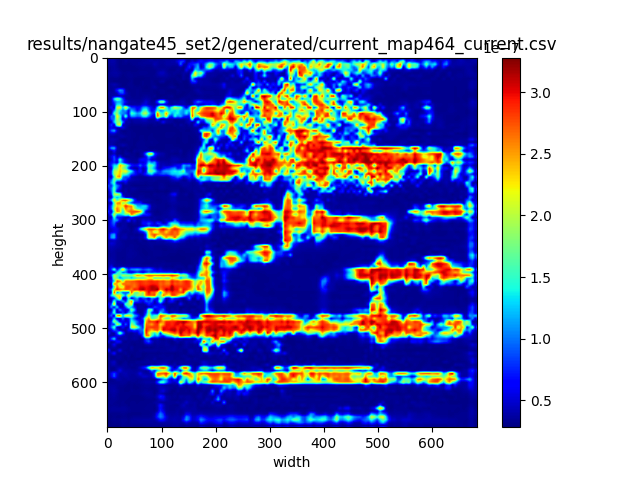 results/nangate45_set2/generated/current_map464_current.csv
1e−7
0
100
200
300
400
500
600
height
0 100 200 300 400 500 600
width
3.0
2.5
2.0
1.5
1.0
0.5